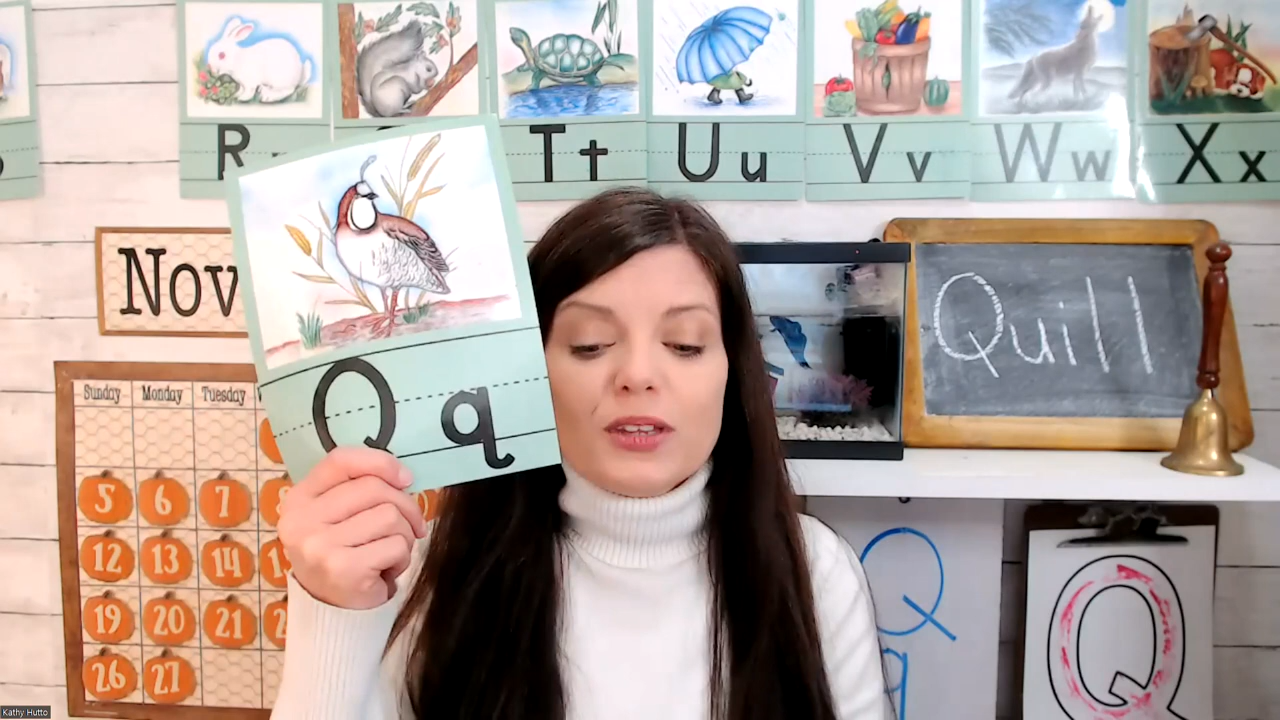 R
T t
U u
V v
W w
X x
Q q
Nov
Quill
Sunday Monday Tuesday
5 6 7
12 13 14
19 20 21
26 27
Q
q
Q
Kathy Hutto